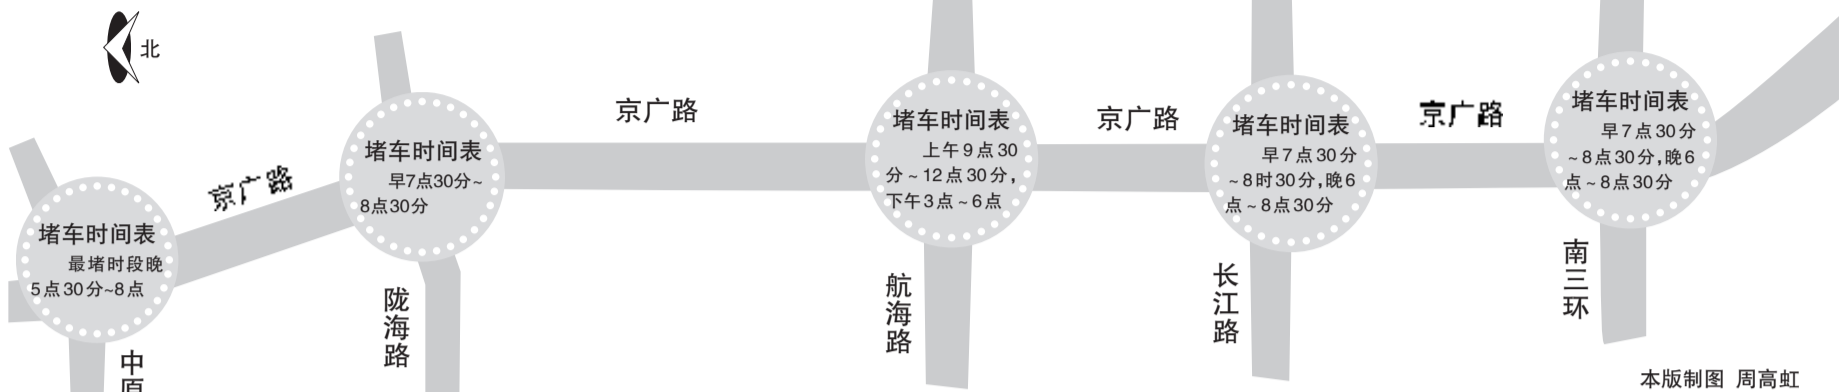 北
堵车时间表
最堵时段晚
5点30分~8点
中原
京广路
堵车时间表
早7点30分~
8点30分
陇海路
京广路
堵车时间表
上午9点30
分~12点30分，
下午3点~6点
航海路
京广路
堵车时间表
早7点30分
~8时30分，晚6
点~8点30分
长江路
京广路
堵车时间表
早7点30分
~8点30分，晚6
点~8点30分
南三环
本版制图 周高虹